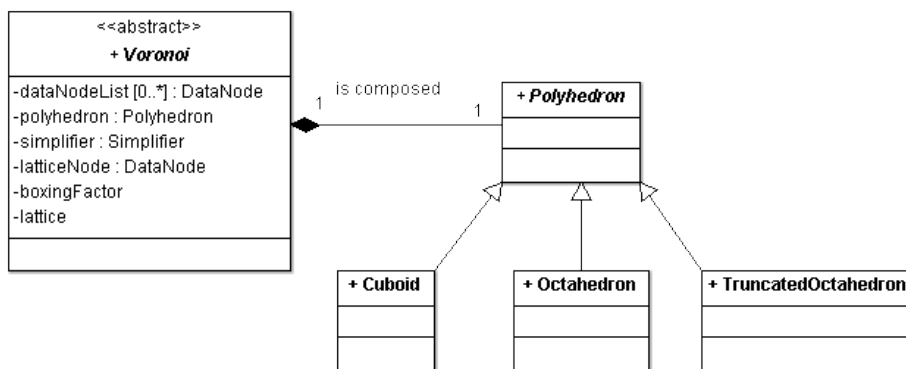 <<abstract>>
+ Voronoi
-dataNodeList [0..*] : DataNode
-polyhedron : Polyhedron
-simplifier : Simplifier
-latticeNode : DataNode
-boxingFactor
-lattice
is composed
1
1
+ Polyhedron
+ Cuboid
+ Octahedron
+ TruncatedOctahedron